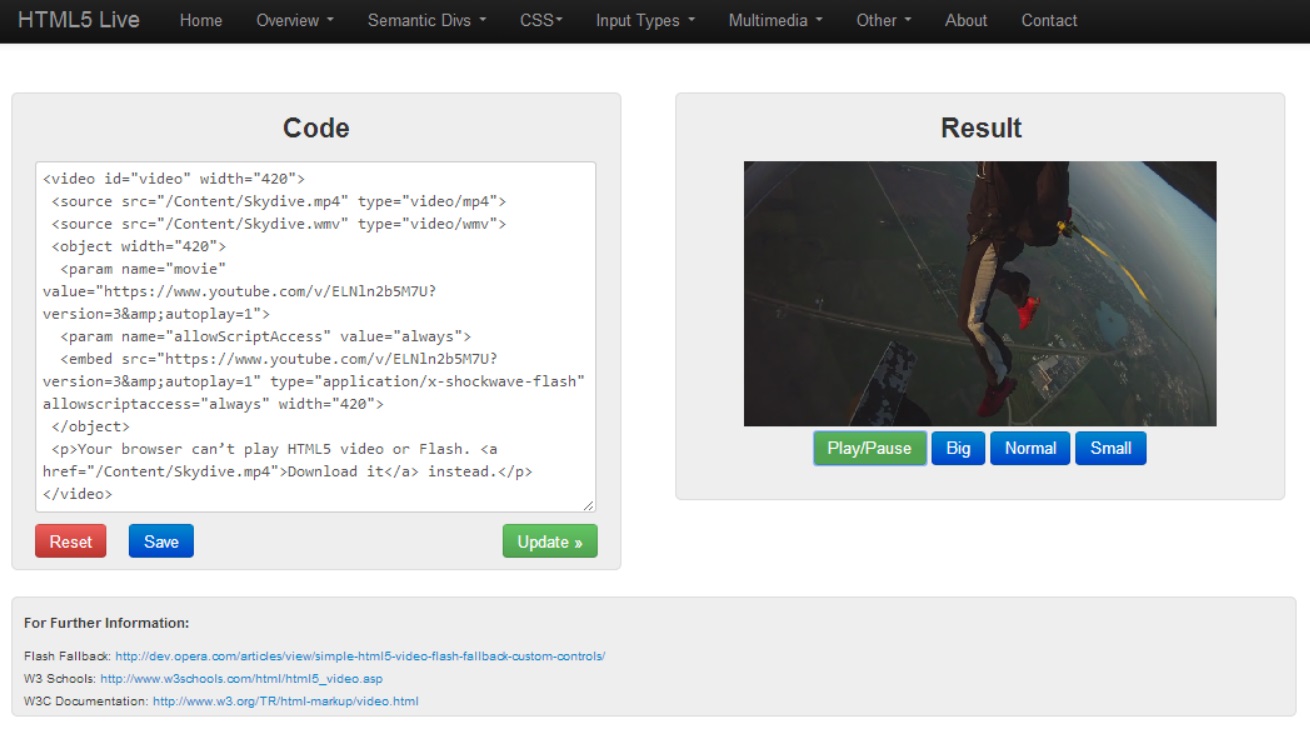 HTML5 Live Home Overview Semantic Divs CSS Input Types Multimedia Other About Contact
Code
<video id="video" width="420">
<source src="/Content/Skydive.mp4" type="video/mp4">
<source src="/Content/Skydive.wmv" type="video/wmv">
<object width="420">
<param name="movie"
value="https://www.youtube.com/v/ELNln2b5M7U?
version=3&amp;autoplay=1">
<param name="allowScriptAccess" value="always">
<embed src="https://www.youtube.com/v/ELNln2b5M7U?
version=3&amp;autoplay=1" type="application/x-shockwave-flash"
allowscriptaccess="always" width="420">
</object>
<p>Your browser can’t play HTML5 video or Flash. <a
href="/Content/Skydive.mp4">Download it</a> instead.</p>
</video>
Reset Save Update »
Result
Play/Pause Big Normal Small
For Further Information:
Flash Fallback: http://dev.opera.com/articles/view/simple-html5-video-flash-fallback-custom-controls/
W3 Schools: http://www.w3schools.com/html/html5_video.asp
W3C Documentation: http://www.w3.org/TR/html-markup/video.html